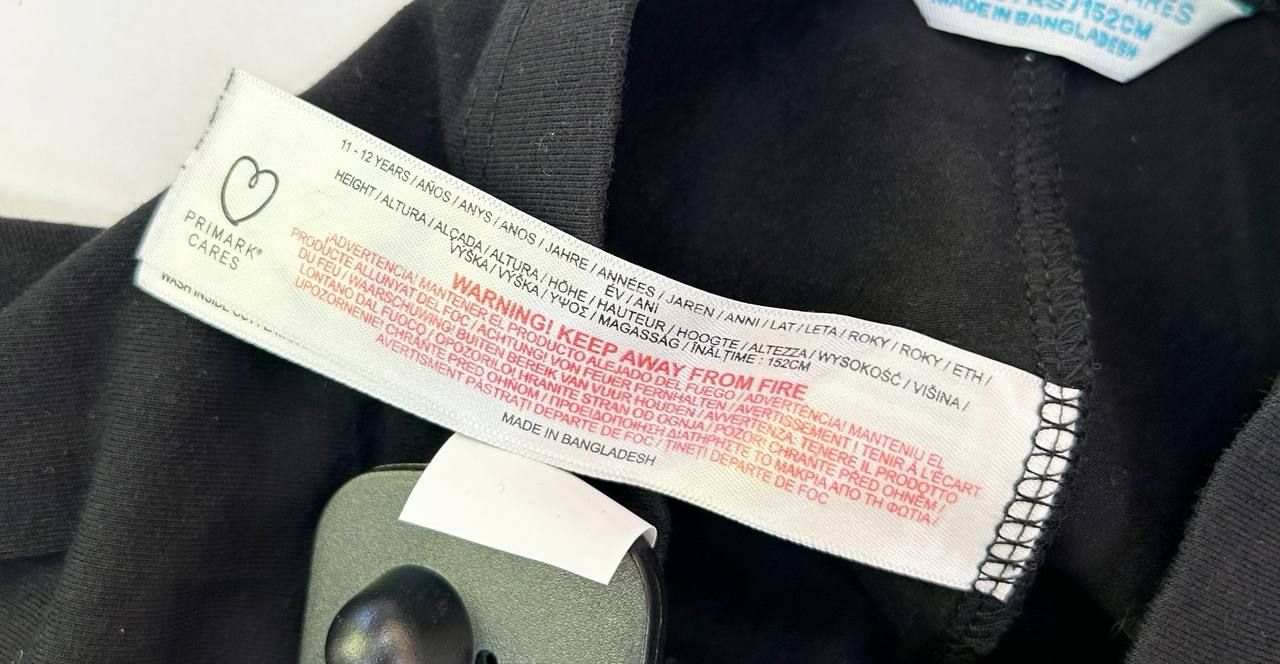 /152CM
MADE IN BANGLADESH
PRIMARK®
CARES
11 - 12 YEARS / AÑOS / ANYS / ANOS / JAHRE / ANNÉES / JAREN / ANNI / LAT / LETA / ROKY / ROKY / ETH /
ÉV / ANI
HEIGHT / ALTURA / ALÇADA / ALTURA / HÖHE / HAUTEUR / HOOGTE / ALTEZZA / WYSOKOŚĆ / VIŠINA /
VÝŠKA / VÝŠKA / ΥΨΟΣ / MAGASSÁG / ÎNĂLȚIME : 152CM
WARNING! KEEP AWAY FROM FIRE
¡ADVERTENCIA! MANTENER EL PRODUCTO ALEJADO DEL FUEGO / ADVERTÈNCIA! MANTENIU EL
PRODUCTE ALLUNYAT DEL FOC / ACHTUNG! VON FEUER FERNHALTEN / AVERTISSEMENT ! TENIR À L'ÉCART
DU FEU / WAARSCHUWING! BUITEN BEREIK VAN VUUR HOUDEN / AVVERTENZA: TENERE IL PRODOTTO
LONTANO DAL FUOCO / OPOZORILO! HRANITE STRAN OD OGNJA / POZOR! CHRANTE PRED OHNĚM /
UPOZORNENIE! CHRÁNTE PRED OHŇOM / ΠΡΟΕΙΔΟΠΟΙΗΣΗ! ΔΙΑΤΗΡΗΣΤΕ ΤΟ ΜΑΚΡΙΑ ΑΠΟ ΤΗ ΦΩΤΙΑ /
AVERTISMENT PĂSTRAȚI DEPARTE DE FOC / ȚINEȚI DEPARTE DE FOC
MADE IN BANGLADESH
WASH INSIDE OUT